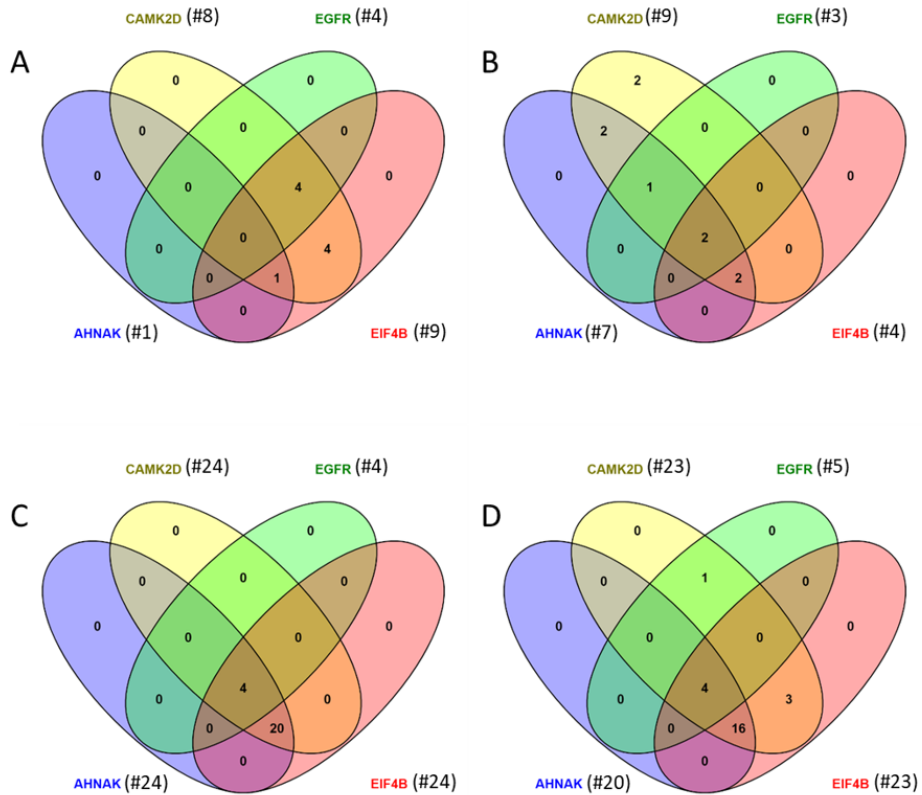 CAMK2D (#8) EGFR (#4)
A
0 0
0 0 0
0 0
0 4
0
0 0 4
0 1
0
AHNAK (#1) EIF4B (#9)
CAMK2D (#9) EGFR (#3)
B
2 0
2 0 0
0 0
1 0
2
0 0
0 2
0
AHNAK (#7) EIF4B (#4)
CAMK2D (#24) EGFR (#4)
C
0 0
0 0 0
0 0
0 0
4
0 0
0 20
0
AHNAK (#24) EIF4B (#24)
CAMK2D (#23) EGFR (#5)
D
0 0
0 1 0
0 0
0 0
4
0 3
0 16
0
AHNAK (#20) EIF4B (#23)